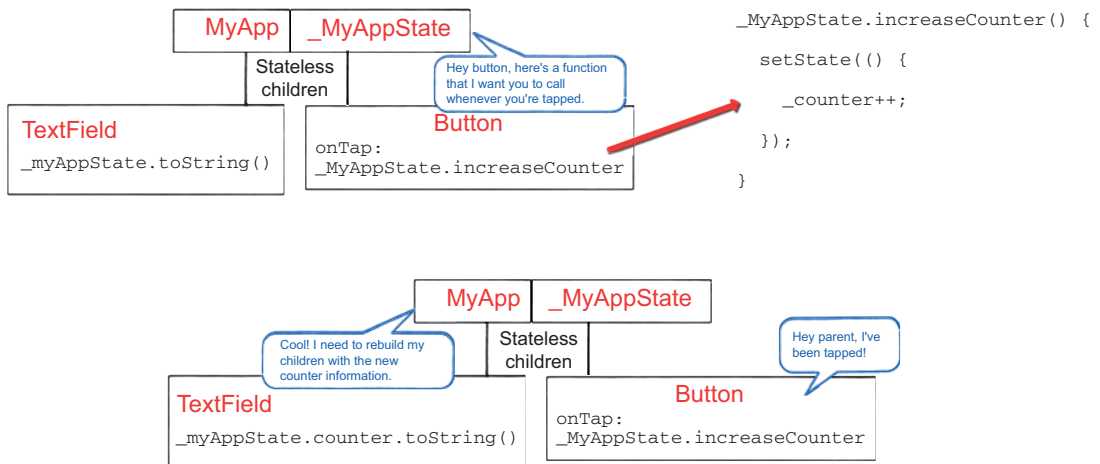 MyApp _MyAppState
Stateless
children
Hey button, here's a function
that I want you to call
whenever you're tapped.
TextField
_myAppState.toString()
Button
onTap:
_MyAppState.increaseCounter
_MyAppState.increaseCounter() {
setState(() {
_counter++;
});
}
MyApp _MyAppState
Stateless
children
Cool! I need to rebuild my
children with the new
counter information.
Hey parent, I've
been tapped!
TextField
_myAppState.counter.toString()
Button
onTap:
_MyAppState.increaseCounter